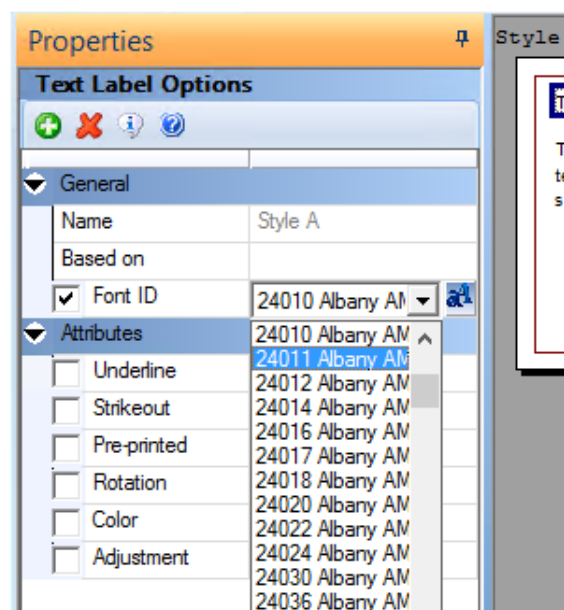 Properties
Style
Text Label Options
General
Name Style A
Based on
Font ID 24010 Albany AM
Attributes
24010 Albany AM
24011 Albany AM
24012 Albany AM
24014 Albany AM
24016 Albany AM
24017 Albany AM
24018 Albany AM
24020 Albany AM
24022 Albany AM
24024 Albany AM
24030 Albany AM
24036 Albany AM
Underline
Strikeout
Pre-printed
Rotation
Color
Adjustment